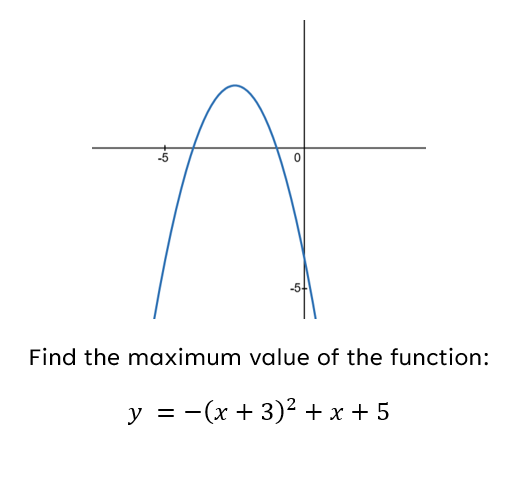 -5
0
-5
Find the maximum value of the function:
y = −(x + 3)² + x + 5